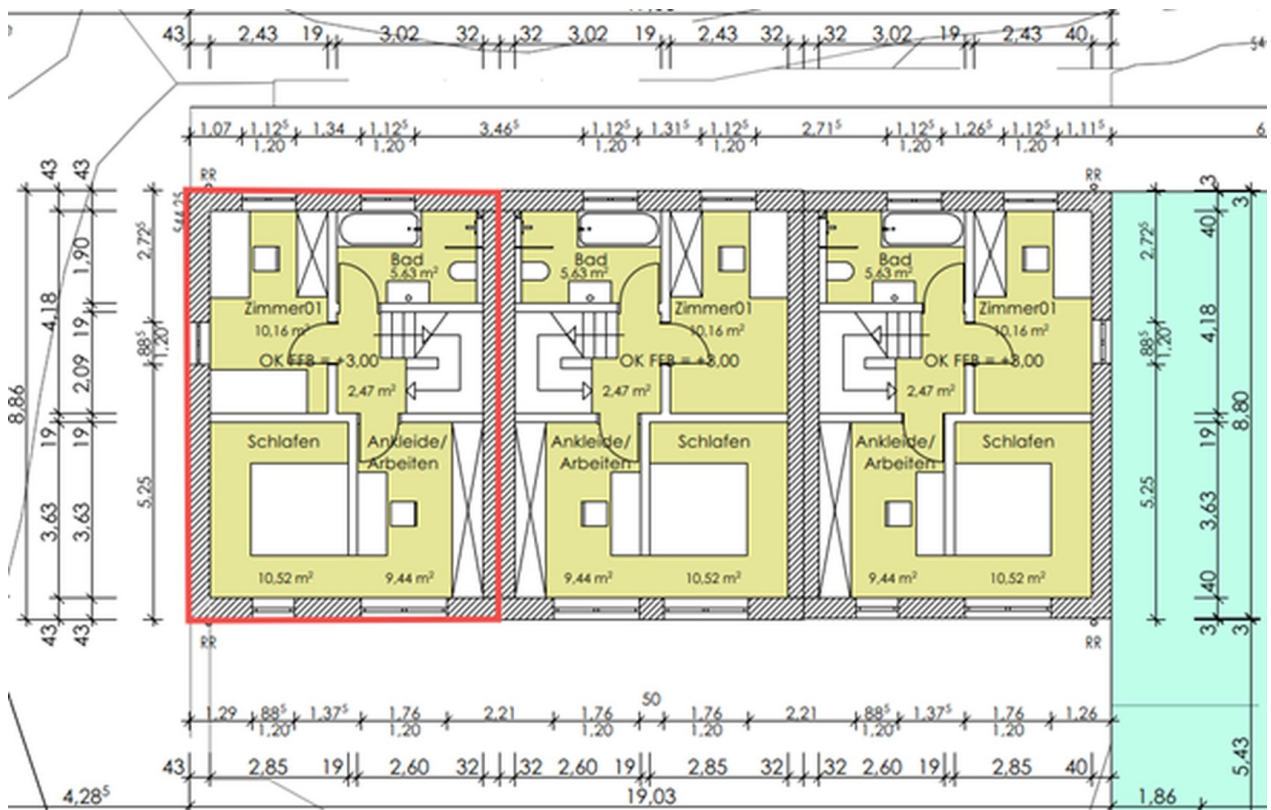 43 2,43 19 3,02 32 32 3,02 19 2,43 32 32 3,02 19 2,43 40
1,07 1,12⁵ 1,34 1,12⁵ 3,46⁵ 1,12⁵ 1,31⁵ 1,12⁵ 2,71⁵ 1,12⁵ 1,26⁵ 1,12⁵ 1,11⁵ 6
1,20 1,20 1,20 1,20 1,20 1,20
RR RR
43 43
2,72⁵ 1,90 4,18 19 88⁵ 1,20 2,09 8,86 19 19 5,25 3,63 3,63 43 43
Bad Bad Bad
5,63 m² 5,63 m² 5,63 m²
Zimmer01 Zimmer01 Zimmer01
10,16 m² 10,16 m² 10,16 m²
OK FFB = +3,00 OK FFB = +3,00 OK FFB = +3,00
2,47 m² 2,47 m² 2,47 m²
Schlafen Ankleide/ Ankleide/ Schlafen Ankleide/ Schlafen
Arbeiten Arbeiten Arbeiten
10,52 m² 9,44 m² 9,44 m² 10,52 m² 9,44 m² 10,52 m²
3 3 40 2,72⁵ 4,18 88⁵ 1,20 8,80 19 5,25 3,63 40 3 3
RR RR
50
1,29 88⁵ 1,37⁵ 1,76 2,21 1,76 1,76 2,21 88⁵ 1,37⁵ 1,76 1,26
1,20 1,20 1,20 1,20 1,20 1,20
5,43
43 2,85 19 2,60 32 32 2,60 19 2,85 32 32 2,60 19 2,85 40
4,28⁵ 19,03 1,86